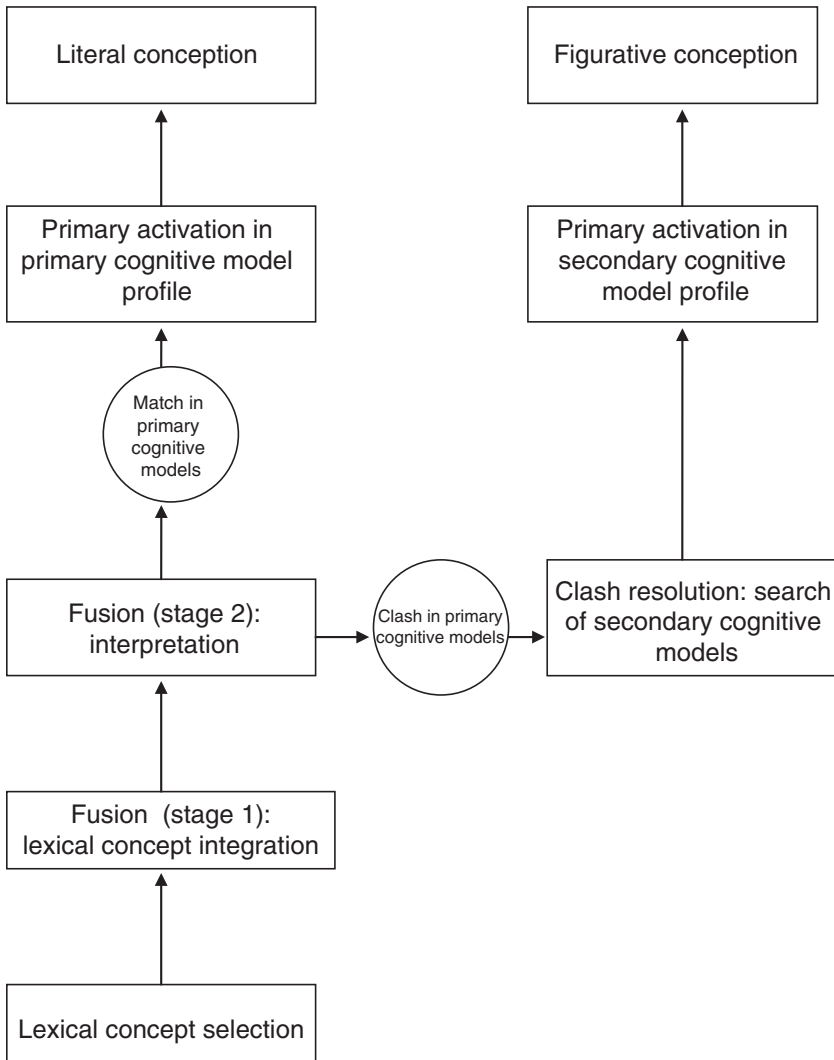 Literal conception
Figurative conception
Primary activation in
primary cognitive model
profile
Primary activation in
secondary cognitive
model profile
Match in
primary
cognitive
models
Fusion (stage 2):
interpretation
Clash in primary
cognitive models
Clash resolution: search
of secondary cognitive
models
Fusion (stage 1):
lexical concept integration
Lexical concept selection